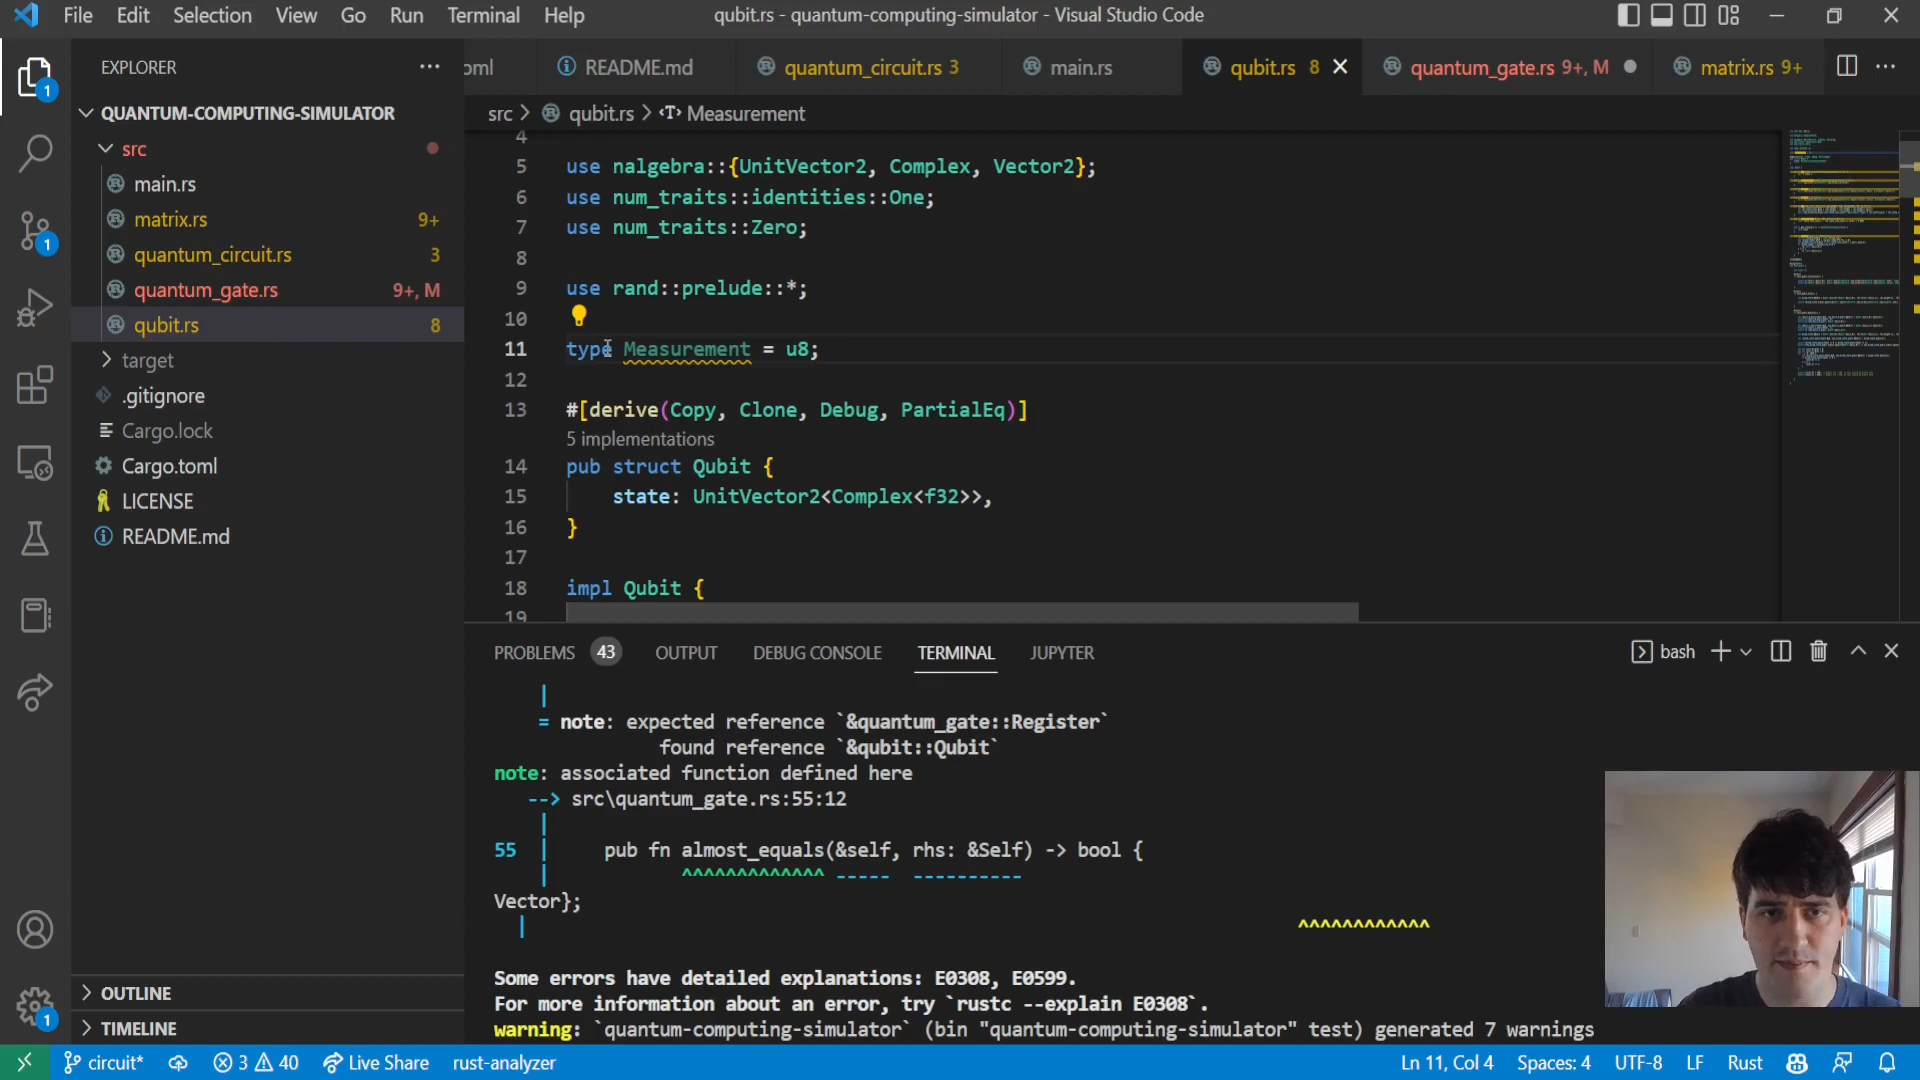 File Edit Selection View Go Run Terminal Help
qubit.rs - quantum-computing-simulator - Visual Studio Code
EXPLORER
oml README.md quantum_circuit.rs 3 main.rs qubit.rs 8 quantum_gate.rs 9+, M matrix.rs 9+
src > qubit.rs > Measurement
QUANTUM-COMPUTING-SIMULATOR
src
main.rs
matrix.rs 9+
quantum_circuit.rs 3
quantum_gate.rs 9+, M
qubit.rs 8
target
.gitignore
Cargo.lock
Cargo.toml
LICENSE
README.md
OUTLINE
TIMELINE
1
1
1
4
5 use nalgebra::{UnitVector2, Complex, Vector2};
6 use num_traits::identities::One;
7 use num_traits::Zero;
8
9 use rand::prelude::*;
10
11 type Measurement = u8;
12
13 #[derive(Copy, Clone, Debug, PartialEq)]
5 implementations
14 pub struct Qubit {
15 state: UnitVector2<Complex<f32>>,
16 }
17
18 impl Qubit {
19
PROBLEMS 43 OUTPUT DEBUG CONSOLE TERMINAL JUPYTER
bash
|
= note: expected reference `&quantum_gate::Register`
found reference `&qubit::Qubit`
note: associated function defined here
--> src\quantum_gate.rs:55:12
|
55 | pub fn almost_equals(&self, rhs: &Self) -> bool {
| ^^^^^^^^^^^^^ ----- ----------
Vector};
| ^^^^^^^^^^^^
Some errors have detailed explanations: E0308, E0599.
For more information about an error, try `rustc --explain E0308`.
warning: `quantum-computing-simulator` (bin "quantum-computing-simulator" test) generated 7 warnings
circuit* 3 40 Live Share rust-analyzer
Ln 11, Col 4 Spaces: 4 UTF-8 LF Rust